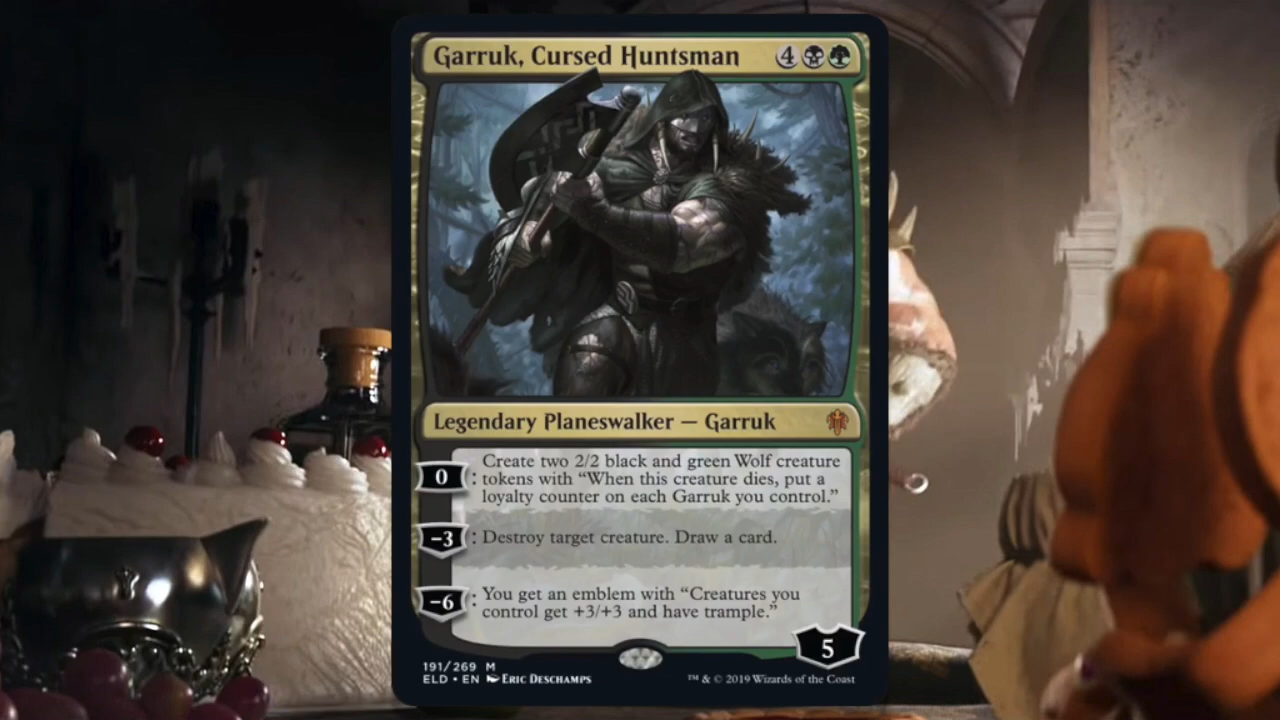 Garruk, Cursed Huntsman 4
Legendary Planeswalker — Garruk
0 : Create two 2/2 black and green Wolf creature
tokens with “When this creature dies, put a
loyalty counter on each Garruk you control.”
−3 : Destroy target creature. Draw a card.
−6 : You get an emblem with “Creatures you
control get +3/+3 and have trample.”
5
191/269 M
ELD • EN Eric Deschamps
™ & © 2019 Wizards of the Coast